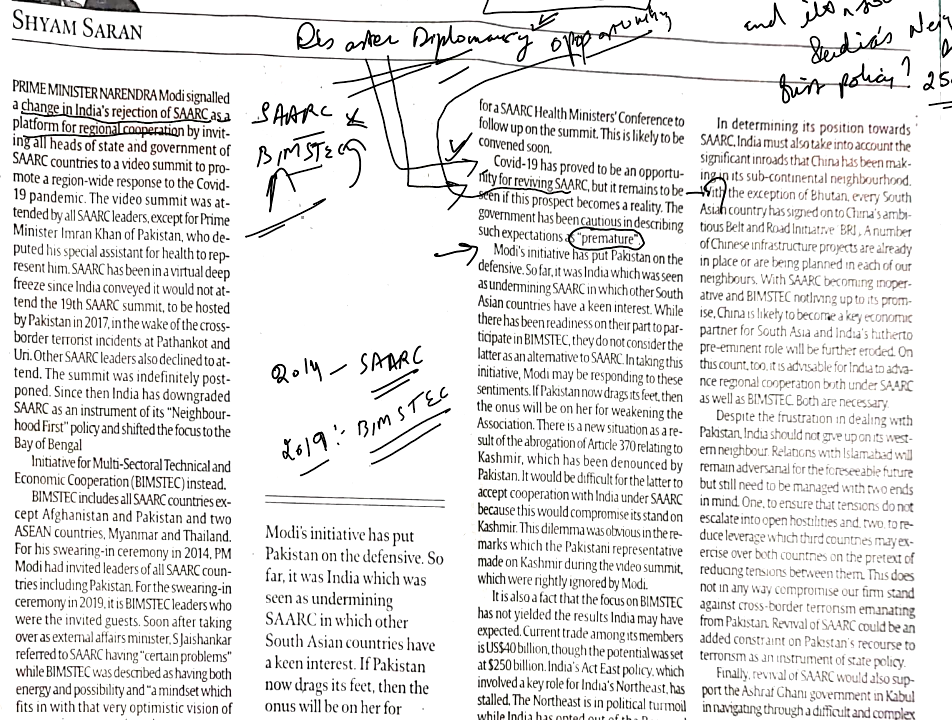 SHYAM SARAN
Disaster Diplomacy opportunity
and its
India's Nei
first policy?
25
PRIME MINISTER NARENDRA Modi signalled
a change in India's rejection of SAARC as a
platform for regional cooperation by invit-
ing all heads of state and government of
SAARC countries to a video summit to pro-
mote a region-wide response to the Covid-
19 pandemic. The video summit was at-
tended by all SAARC leaders, except for Prime
Minister Imran Khan of Pakistan, who de-
puted his special assistant for health to rep-
resent him. SAARC has been in a virtual deep
freeze since India conveyed it would not at-
tend the 19th SAARC summit, to be hosted
by Pakistan in 2017, in the wake of the cross-
border terrorist incidents at Pathankot and
Uri. Other SAARC leaders also declined to at-
tend. The summit was indefinitely post-
poned. Since then India has downgraded
SAARC as an instrument of its "Neighbour-
hood First" policy and shifted the focus to the
Bay of Bengal
Initiative for Multi-Sectoral Technical and
Economic Cooperation (BIMSTEC) instead.
BIMSTEC includes all SAARC countries ex-
cept Afghanistan and Pakistan and two
ASEAN countries, Myanmar and Thailand.
For his swearing-in ceremony in 2014, PM
Modi had invited leaders of all SAARC coun-
tries including Pakistan. For the swearing-in
ceremony in 2019, it is BIMSTEC leaders who
were the invited guests. Soon after taking
over as external affairs minister, S Jaishankar
referred to SAARC having "certain problems"
while BIMSTEC was described as having both
energy and possibility and "a mindset which
fits in with that very optimistic vision of
SAARC x
BIMSTEC
2014 – SAARC
2019: BIMSTEC
Modi's initiative has put
Pakistan on the defensive. So
far, it was India which was
seen as undermining
SAARC in which other
South Asian countries have
a keen interest. If Pakistan
now drags its feet, then the
onus will be on her for
for a SAARC Health Ministers' Conference to
follow up on the summit. This is likely to be
convened soon.
Covid-19 has proved to be an opportu-
nity for reviving SAARC, but it remains to be
seen if this prospect becomes a reality. The
government has been cautious in describing
such expectations as "premature".
Modi's initiative has put Pakistan on the
defensive. So far, it was India which was seen
as undermining SAARC in which other South
Asian countries have a keen interest. While
there has been readiness on their part to par-
ticipate in BIMSTEC, they do not consider the
latter as an alternative to SAARC. In taking this
initiative, Modi may be responding to these
sentiments. If Pakistan now drags its feet, then
the onus will be on her for weakening the
Association. There is a new situation as a re-
sult of the abrogation of Article 370 relating to
Kashmir, which has been denounced by
Pakistan. It would be difficult for the latter to
accept cooperation with India under SAARC
because this would compromise its stand on
Kashmir. This dilemma was obvious in the re-
marks which the Pakistani representative
made on Kashmir during the video summit,
which were rightly ignored by Modi.
It is also a fact that the focus on BIMSTEC
has not yielded the results India may have
expected. Current trade among its members
is US$40 billion, though the potential was set
at $250 billion. India's Act East policy, which
involved a key role for India's Northeast, has
stalled. The Northeast is in political turmoil
while India has opted out of the
In determining its position towards
SAARC, India must also take into account the
significant inroads that China has been mak-
ing in its sub-continental neighbourhood.
With the exception of Bhutan, every South
Asian country has signed on to China's ambi-
tious Belt and Road Initiative BRI, A number
of Chinese infrastructure projects are already
in place or are being planned in each of our
neighbours. With SAARC becoming inoper-
ative and BIMSTEC not living up to its prom-
ise, China is likely to become a key economic
partner for South Asia and India's hitherto
pre-eminent role will be further eroded. On
this count, too, it is advisable for India to adva-
nce regional cooperation both under SAARC
as well as BIMSTEC. Both are necessary.
Despite the frustration in dealing with
Pakistan, India should not give up on its west-
ern neighbour. Relations with Islamabad will
remain adversarial for the foreseeable future
but still need to be managed with two ends
in mind. One, to ensure that tensions do not
escalate into open hostilities and, two, to re-
duce leverage which third countries may ex-
ercise over both countries on the pretext of
reducing tensions between them. This does
not in any way compromise our firm stand
against cross-border terrorism emanating
from Pakistan. Revival of SAARC could be an
added constraint on Pakistan's recourse to
terrorism as an instrument of state policy.
Finally, revival of SAARC would also sup-
port the Ashraf Ghani government in Kabul
in navigating through a difficult and complex